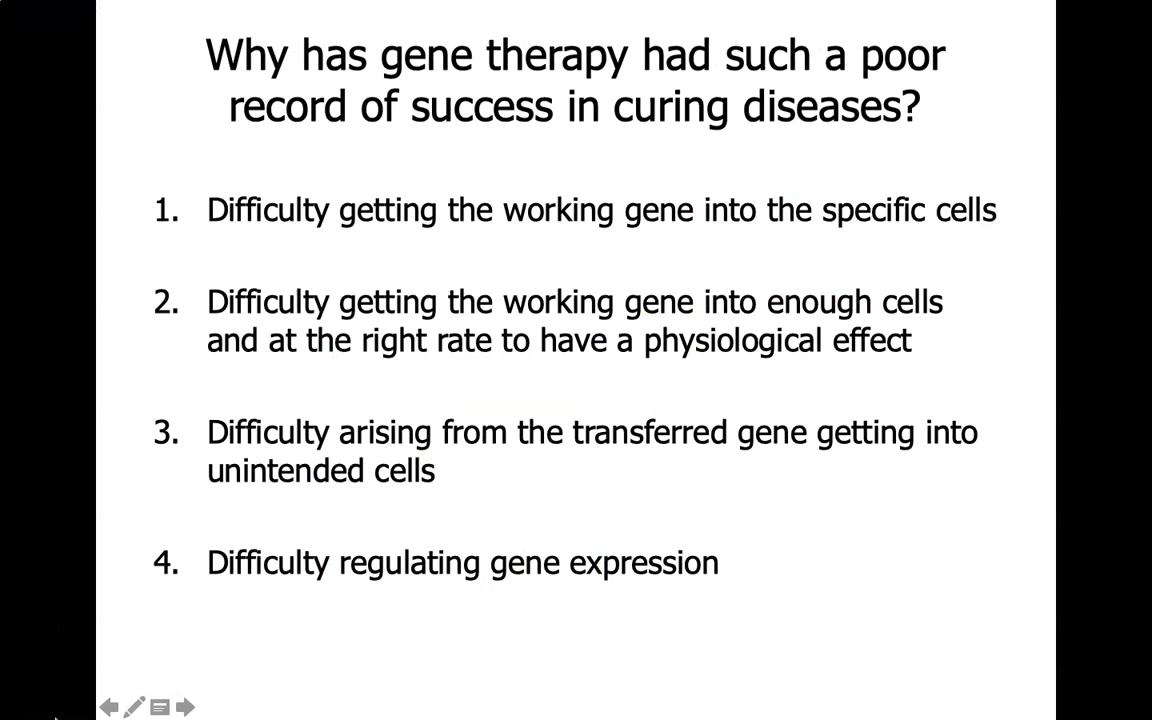 Why has gene therapy had such a poor
record of success in curing diseases?
1. Difficulty getting the working gene into the specific cells
2. Difficulty getting the working gene into enough cells
and at the right rate to have a physiological effect
3. Difficulty arising from the transferred gene getting into
unintended cells
4. Difficulty regulating gene expression